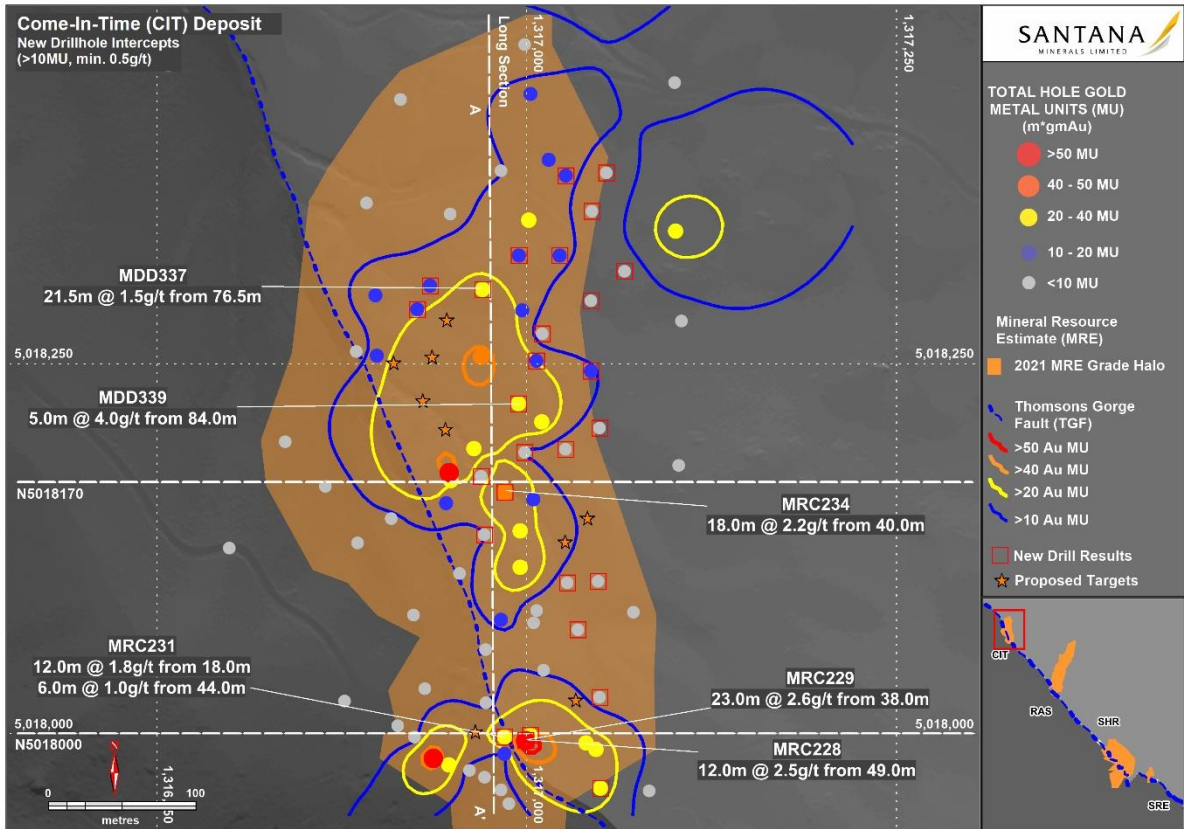 Come-In-Time (CIT) Deposit
New Drillhole Intercepts
(>10MU, min. 0.5g/t)
Long Section
A
1,317,000
1,317,250
MDD337
21.5m @ 1.5g/t from 76.5m
5,018,250
5,018,250
MDD339
5.0m @ 4.0g/t from 84.0m
N5018170
MRC234
18.0m @ 2.2g/t from 40.0m
MRC231
12.0m @ 1.8g/t from 18.0m
6.0m @ 1.0g/t from 44.0m
MRC229
23.0m @ 2.6g/t from 38.0m
5,018,000
5,018,000
N5018000
MRC228
12.0m @ 2.5g/t from 49.0m
N
0
100
metres
A'
1,317,000
SANTANA
MINERALS LIMITED
TOTAL HOLE GOLD
METAL UNITS (MU)
(m*gmAu)
>50 MU
40 - 50 MU
20 - 40 MU
10 - 20 MU
<10 MU
Mineral Resource
Estimate (MRE)
2021 MRE Grade Halo
Thomsons Gorge
Fault (TGF)
>50 Au MU
>40 Au MU
>20 Au MU
>10 Au MU
New Drill Results
Proposed Targets
CIT
RAS
SHR
SRE